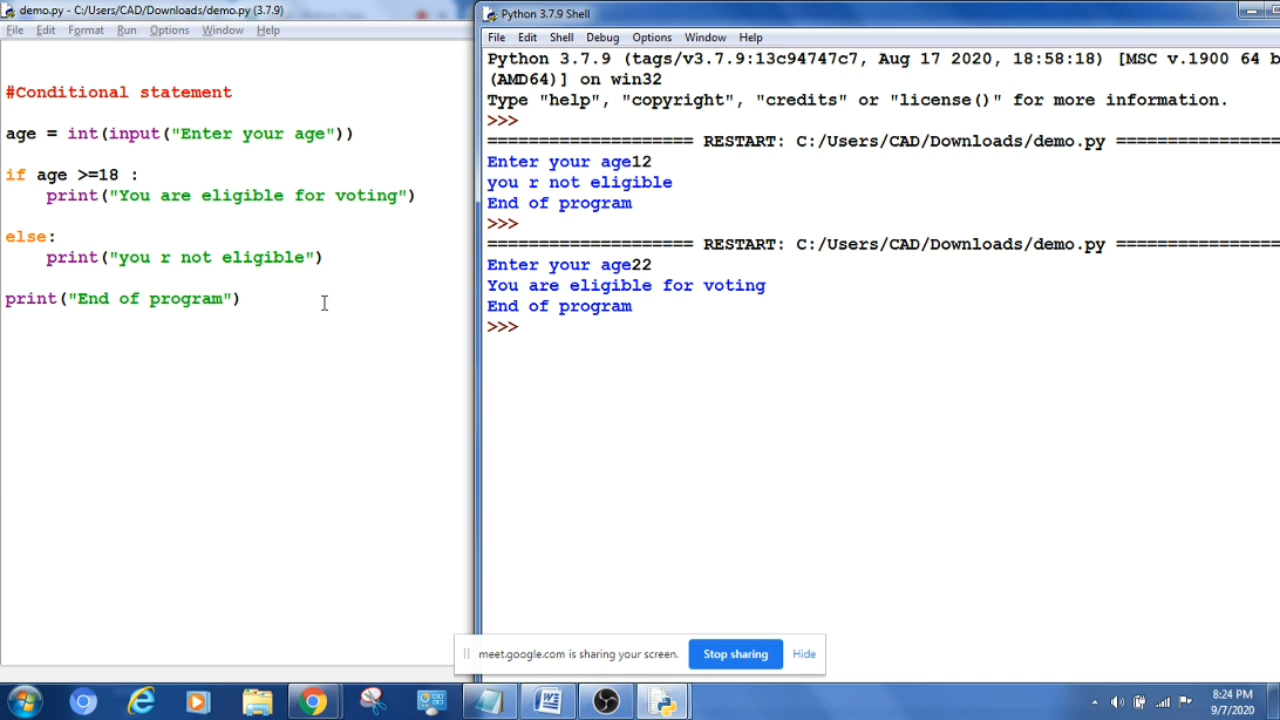 demo.py - C:/Users/CAD/Downloads/demo.py (3.7.9)
File Edit Format Run Options Window Help
#Conditional statement
age = int(input("Enter your age"))
if age >=18 :
    print("You are eligible for voting")
else:
    print("you r not eligible")
print("End of program")
Python 3.7.9 Shell
File Edit Shell Debug Options Window Help
Python 3.7.9 (tags/v3.7.9:13c94747c7, Aug 17 2020, 18:58:18) [MSC v.1900 64 b
(AMD64)] on win32
Type "help", "copyright", "credits" or "license()" for more information.
>>>
==================== RESTART: C:/Users/CAD/Downloads/demo.py ================
Enter your age12
you r not eligible
End of program
>>>
==================== RESTART: C:/Users/CAD/Downloads/demo.py ================
Enter your age22
You are eligible for voting
End of program
>>>
meet.google.com is sharing your screen. Stop sharing Hide
8:24 PM
9/7/2020